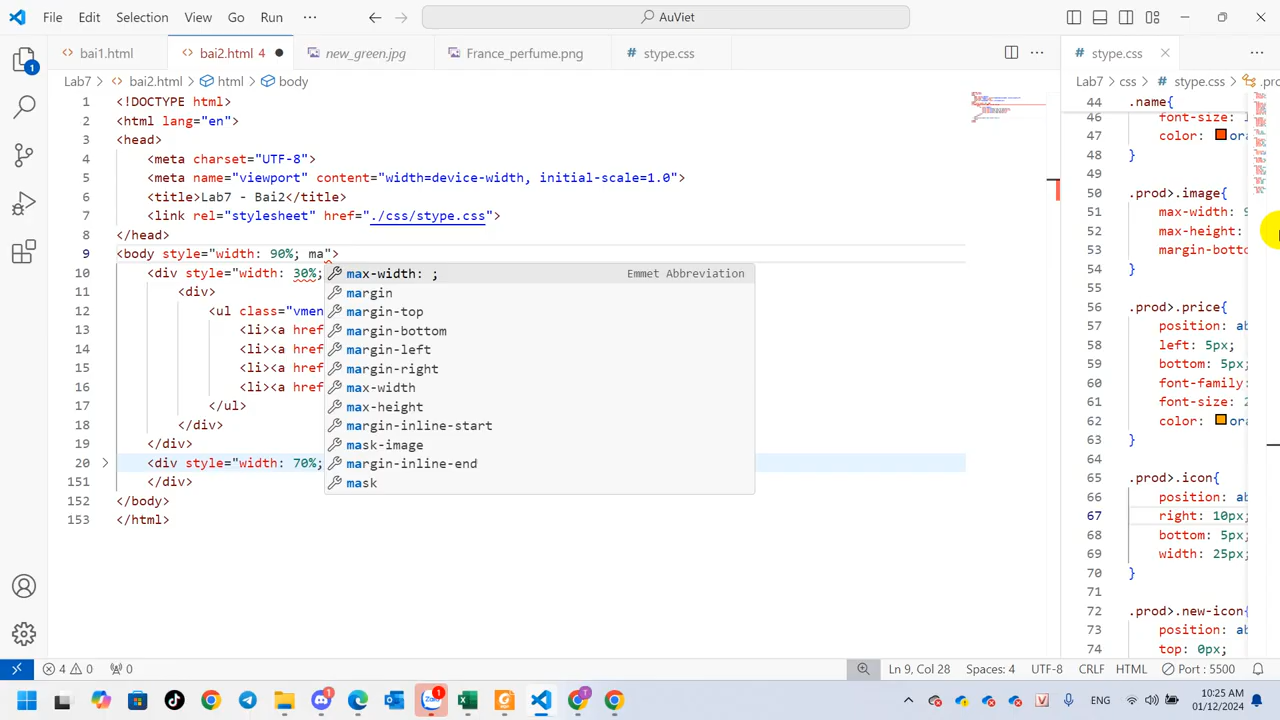 File Edit Selection View Go Run ··· AuViet
bai1.html bai2.html 4 new_green.jpg France_perfume.png stype.css stype.css
Lab7 > bai2.html > html > body
Lab7 > css > stype.css >
1 <!DOCTYPE html>
2 <html lang="en">
3 <head>
4 <meta charset="UTF-8">
5 <meta name="viewport" content="width=device-width, initial-scale=1.0">
6 <title>Lab7 - Bai2</title>
7 <link rel="stylesheet" href="./css/stype.css">
8 </head>
9 <body style="width: 90%; ma">
10 <div style="width: 30%;
11 <div>
12 <ul class="vmen
13 <li><a href
14 <li><a href
15 <li><a href
16 <li><a href
17 </ul>
18 </div>
19 </div>
20 <div style="width: 70%;
151 </div>
152 </body>
153 </html>
max-width: ; Emmet Abbreviation
margin
margin-top
margin-bottom
margin-left
margin-right
max-width
max-height
margin-inline-start
mask-image
margin-inline-end
mask
44 .name{
46 font-size: 1
47 color: ora
48 }
49
50 .prod>.image{
51 max-width: 9
52 max-height:
53 margin-botto
54 }
55
56 .prod>.price{
57 position: ab
58 left: 5px;
59 bottom: 5px;
60 font-family:
61 font-size: 2
62 color: ora
63 }
64
65 .prod>.icon{
66 position: ab
67 right: 10px;
68 bottom: 5px;
69 width: 25px;
70 }
71
72 .prod>.new-icon{
73 position: ab
74 top: 0px;
4 0 0 Ln 9, Col 28 Spaces: 4 UTF-8 CRLF HTML Port : 5500
ENG 10:25 AM
01/12/2024